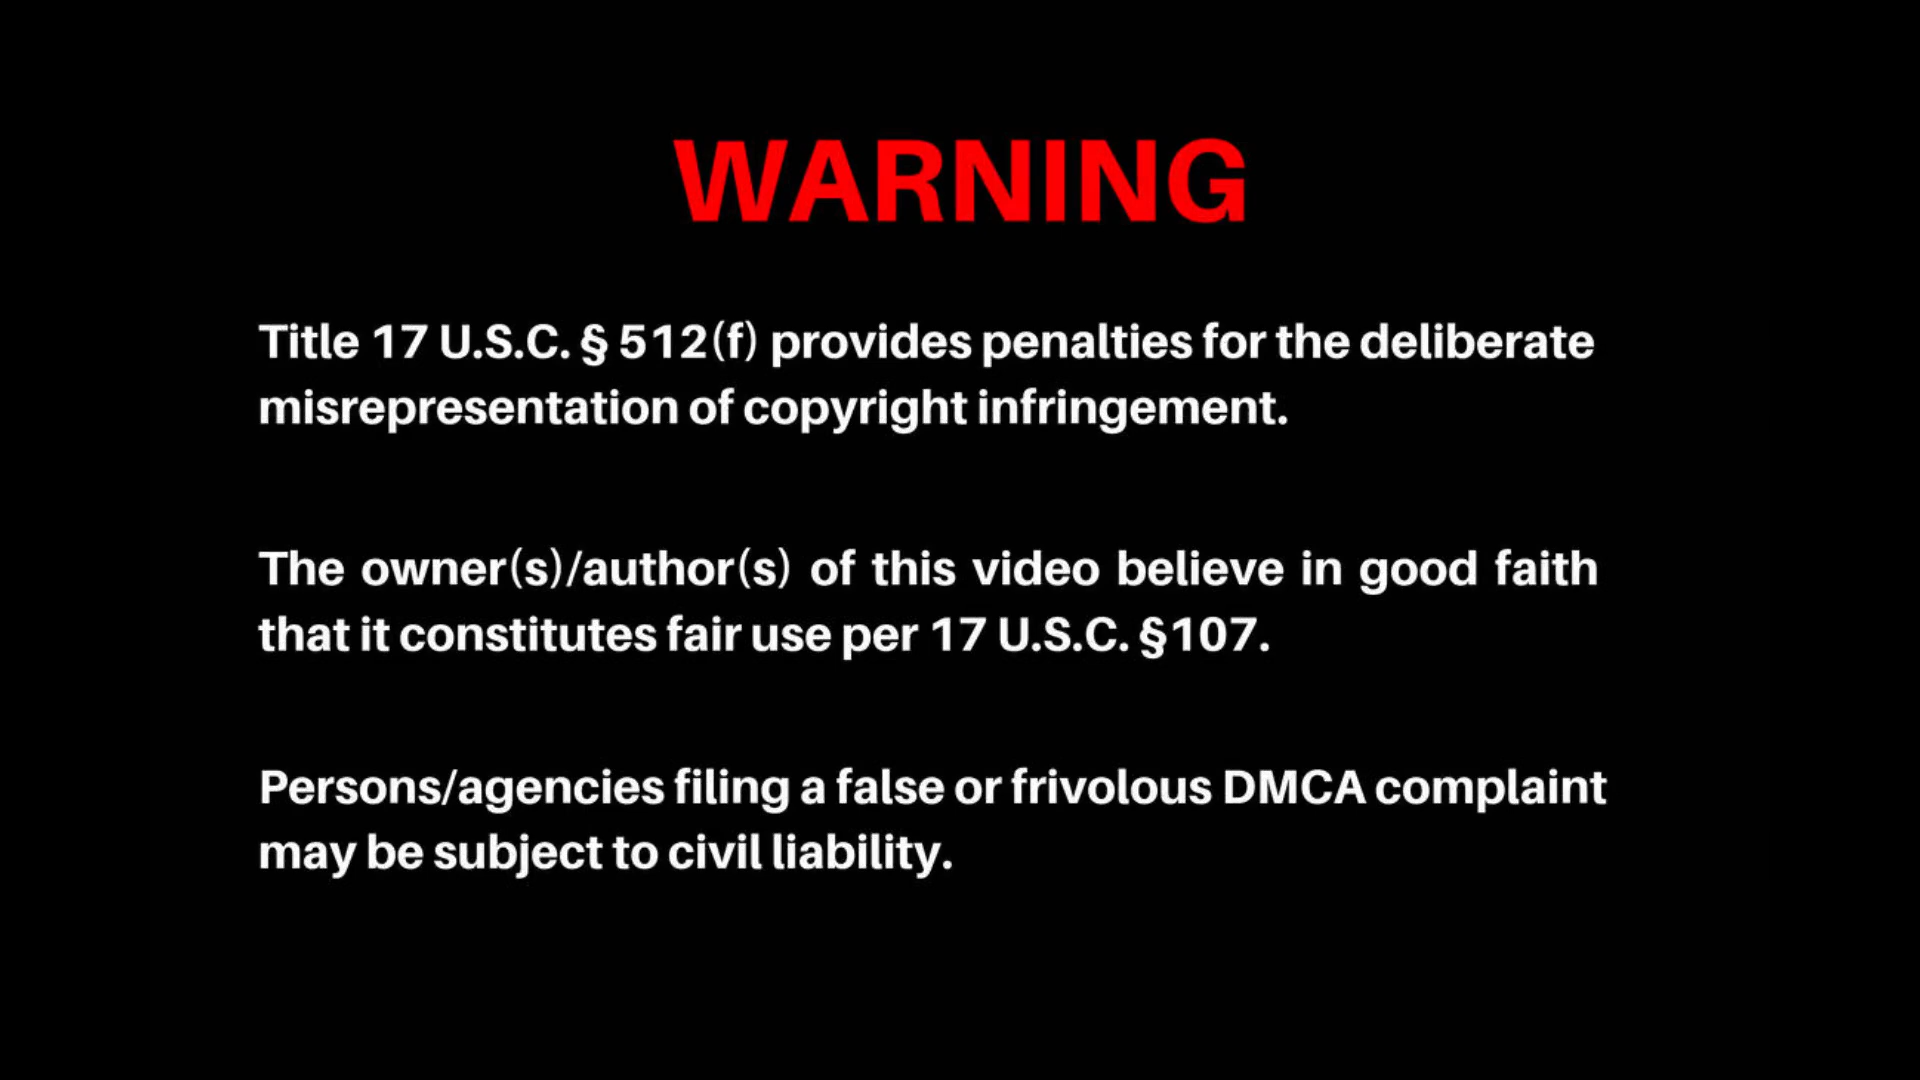 WARNING
Title 17 U.S.C. § 512(f) provides penalties for the deliberate
misrepresentation of copyright infringement.
The owner(s)/author(s) of this video believe in good faith
that it constitutes fair use per 17 U.S.C. §107.
Persons/agencies filing a false or frivolous DMCA complaint
may be subject to civil liability.